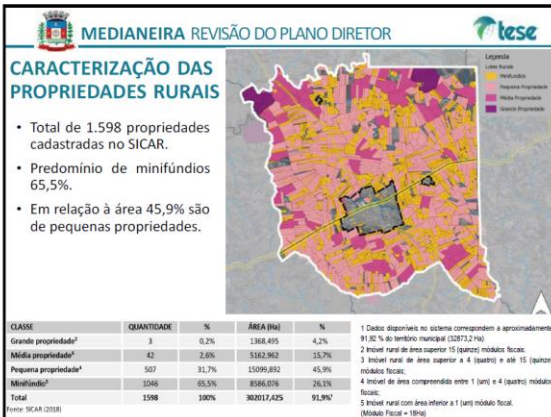 MEDIANEIRA REVISÃO DO PLANO DIRETOR
tese
CARACTERIZAÇÃO DAS
PROPRIEDADES RURAIS
• Total de 1.598 propriedades
cadastradas no SICAR.
• Predomínio de minifúndios
65,5%.
• Em relação à área 45,9% são
de pequenas propriedades.
Legenda
Lotes Rurais
Minifúndios
Pequena Propriedade
Média Propriedade
Grande Propriedade
CLASSE QUANTIDADE % ÁREA (Ha) %
Grande propriedade² 3 0,2% 1368,495 4,2%
Média propriedade³ 42 2,6% 5162,962 15,7%
Pequena propriedade⁴ 507 31,7% 15099,892 45,9%
Minifúndio⁵ 1046 65,5% 8586,076 26,1%
Total 1598 100% 302017,425 91,9%¹
Fonte: SICAR (2018)
1 Dados disponíveis no sistema correspondem a aproximadamente
91,92 % do território municipal (32873,2 Ha)
2 Imóvel rural de área superior 15 (quinze) módulos fiscais.
3 Imóvel rural de área superior a 4 (quatro) e até 15 (quinze)
módulos fiscais;
4 Imóvel de área compreendida entre 1 (um) e 4 (quatro) módulos
fiscais;
5 Imóvel rural com área inferior a 1 (um) módulo fiscal.
(Módulo Fiscal = 18Ha)